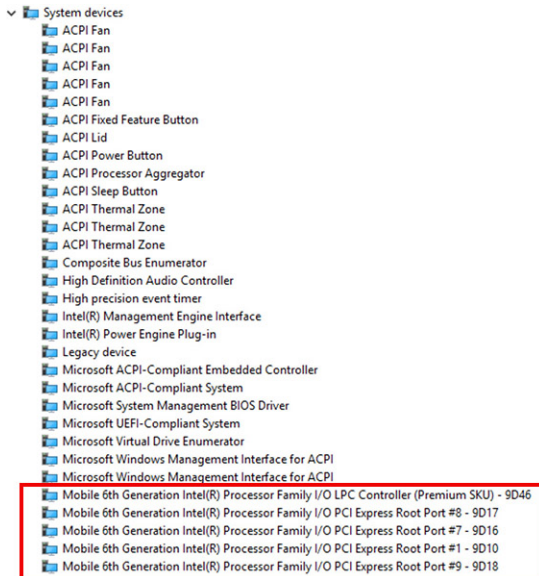 System devices
ACPI Fan
ACPI Fan
ACPI Fan
ACPI Fan
ACPI Fan
ACPI Fixed Feature Button
ACPI Lid
ACPI Power Button
ACPI Processor Aggregator
ACPI Sleep Button
ACPI Thermal Zone
ACPI Thermal Zone
ACPI Thermal Zone
Composite Bus Enumerator
High Definition Audio Controller
High precision event timer
Intel(R) Management Engine Interface
Intel(R) Power Engine Plug-in
Legacy device
Microsoft ACPI-Compliant Embedded Controller
Microsoft ACPI-Compliant System
Microsoft System Management BIOS Driver
Microsoft UEFI-Compliant System
Microsoft Virtual Drive Enumerator
Microsoft Windows Management Interface for ACPI
Microsoft Windows Management Interface for ACPI
Mobile 6th Generation Intel(R) Processor Family I/O LPC Controller (Premium SKU) - 9D46
Mobile 6th Generation Intel(R) Processor Family I/O PCI Express Root Port #8 - 9D17
Mobile 6th Generation Intel(R) Processor Family I/O PCI Express Root Port #7 - 9D16
Mobile 6th Generation Intel(R) Processor Family I/O PCI Express Root Port #1 - 9D10
Mobile 6th Generation Intel(R) Processor Family I/O PCI Express Root Port #9 - 9D18